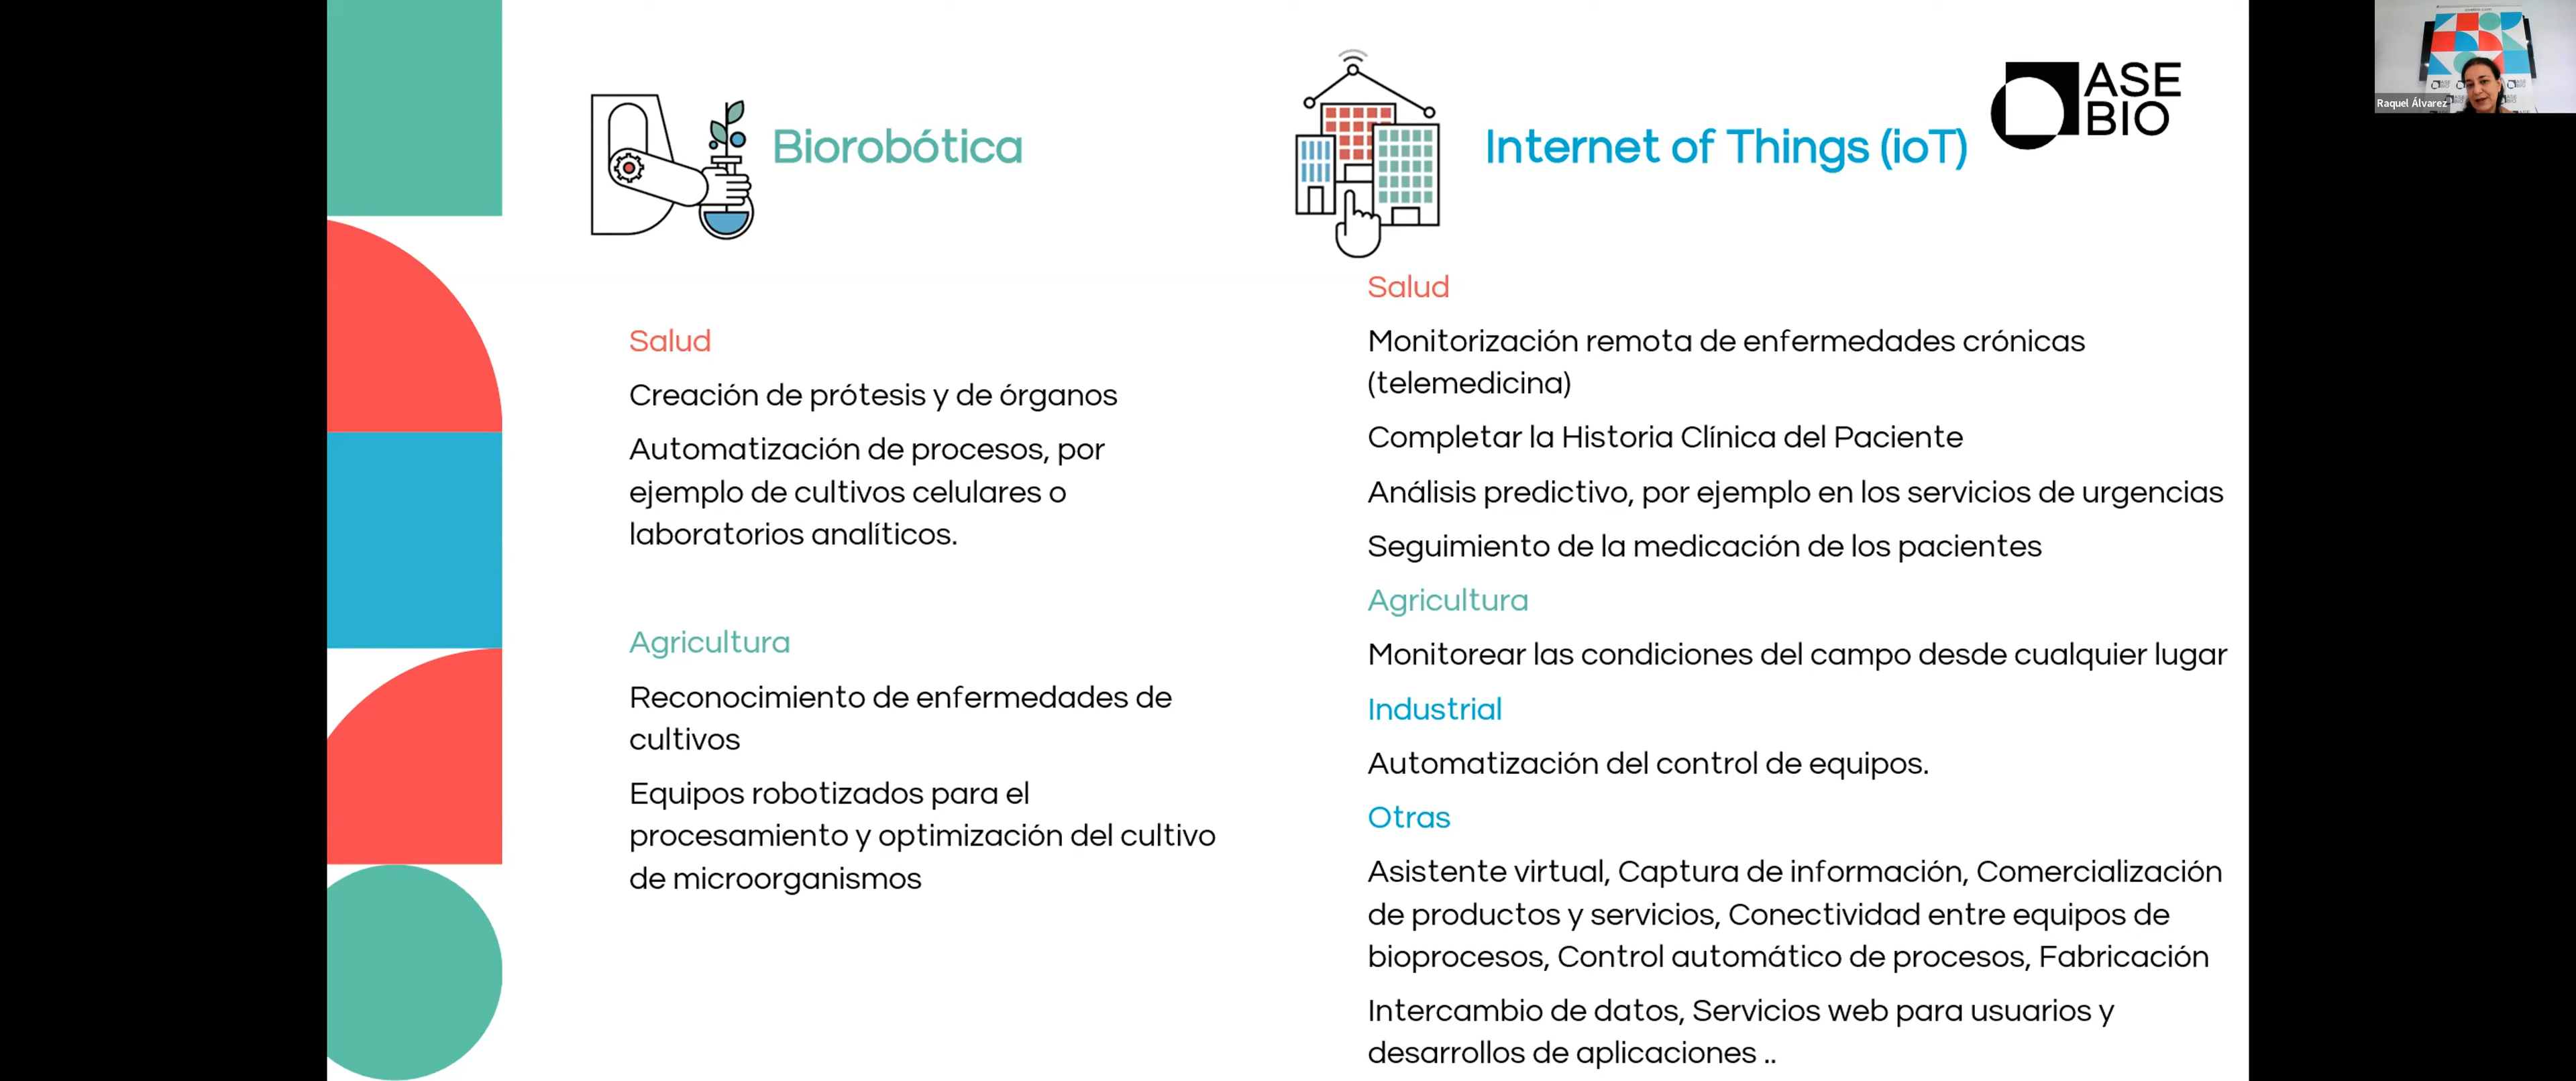 Biorobótica
Salud
Creación de prótesis y de órganos
Automatización de procesos, por
ejemplo de cultivos celulares o
laboratorios analíticos.
Agricultura
Reconocimiento de enfermedades de
cultivos
Equipos robotizados para el
procesamiento y optimización del cultivo
de microorganismos
Internet of Things (ioT)
ASE
BIO
Salud
Monitorización remota de enfermedades crónicas
(telemedicina)
Completar la Historia Clínica del Paciente
Análisis predictivo, por ejemplo en los servicios de urgencias
Seguimiento de la medicación de los pacientes
Agricultura
Monitorear las condiciones del campo desde cualquier lugar
Industrial
Automatización del control de equipos.
Otras
Asistente virtual, Captura de información, Comercialización
de productos y servicios, Conectividad entre equipos de
bioprocesos, Control automático de procesos, Fabricación
Intercambio de datos, Servicios web para usuarios y
desarrollos de aplicaciones ..
Raquel Álvarez